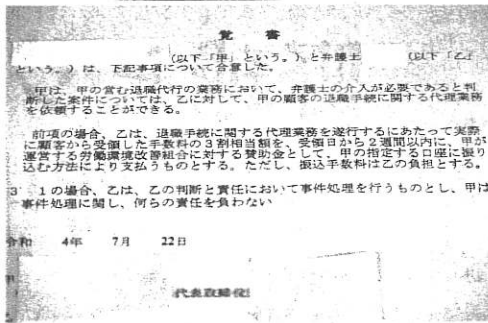 覚 書
(以下「甲」という。)と弁護士 (以下「乙」
という。)は、下記事項について合意した。
甲は、甲の営む退職代行の業務において、弁護士の介入が必要であると判
断した案件については、乙に対して、甲の顧客の退職手続に関する代理業務
を依頼することができる。
前項の場合、乙は、退職手続に関する代理業務を遂行するにあたって実際
に顧客から受領した手数料の3割相当額を、受領日から2週間以内に、甲が
運営する労働環境改善組合に対する賛助金として、甲の指定する口座に振り
込む方法により支払うものとする。ただし、振込手数料は乙の負担とする。
3 1の場合、乙は、乙の判断と責任において事件処理を行うものとし、甲は
事件処理に関し、何らの責任を負わない
令和 4年 7月 22日
代表取締役